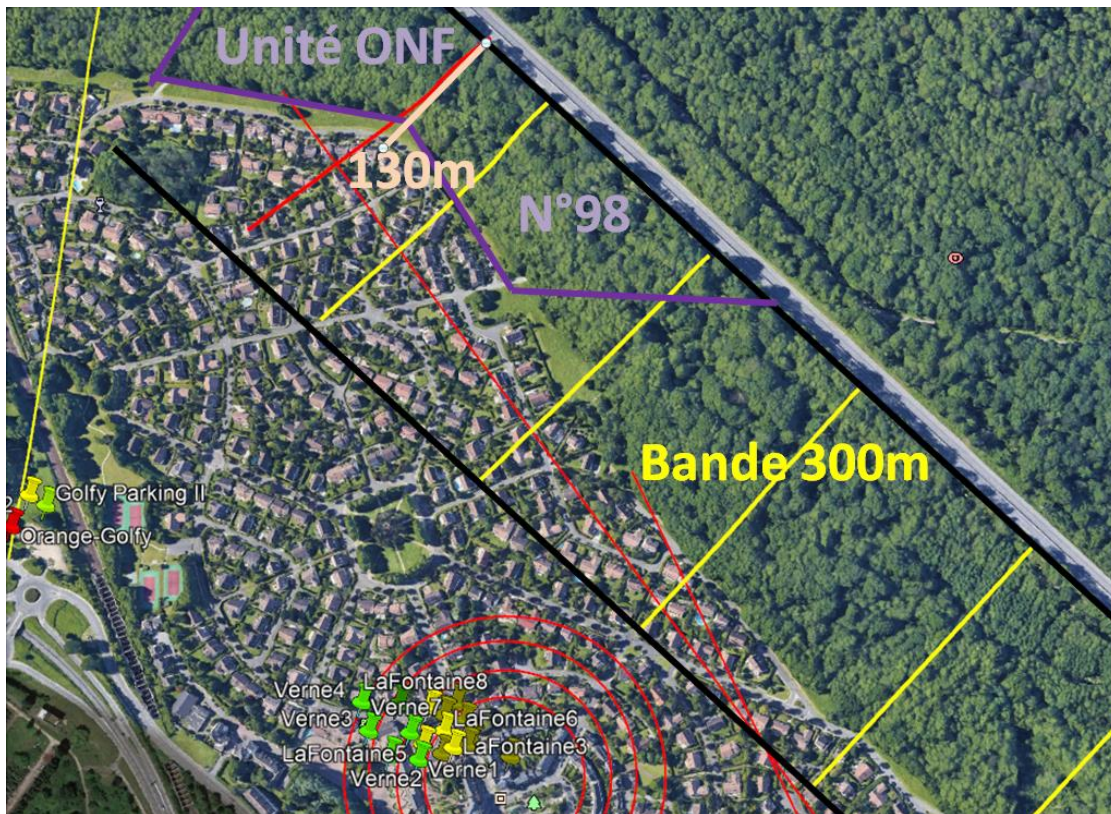 Unité ONF
130m
N°98
Bande 300m
Golfy Parking II
2
Orange-Golfy
LaFontaine8
Verne4
Verne7
Verne3
LaFontaine6
LaFontaine5
LaFontaine3
Verne1
Verne2